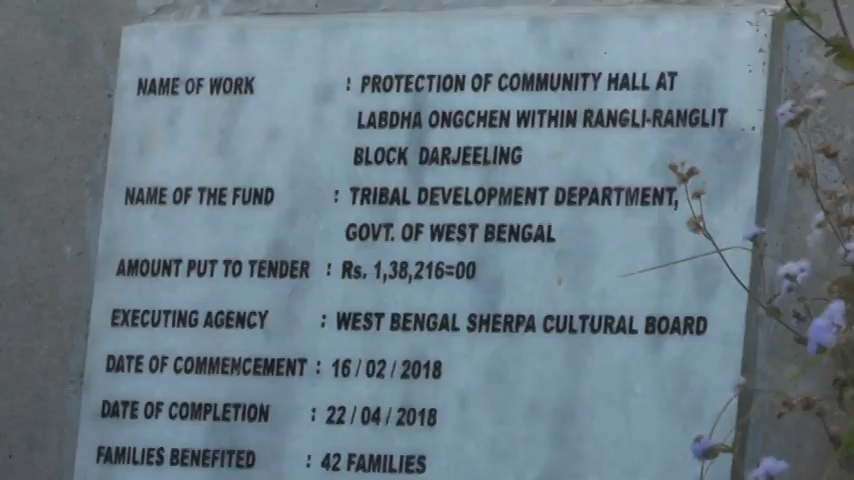 NAME OF WORK : PROTECTION OF COMMUNITY HALL AT
LABDHA ONGCHEN WITHIN RANGLI-RANGLIT
BLOCK DARJEELING
NAME OF THE FUND : TRIBAL DEVELOPMENT DEPARTMENT,
GOVT. OF WEST BENGAL
AMOUNT PUT TO TENDER : Rs. 1,38,216=00
EXECUTING AGENCY : WEST BENGAL SHERPA CULTURAL BOARD
DATE OF COMMENCEMENT : 16 / 02 / 2018
DATE OF COMPLETION : 22 / 04 / 2018
FAMILIES BENEFITED : 42 FAMILIES